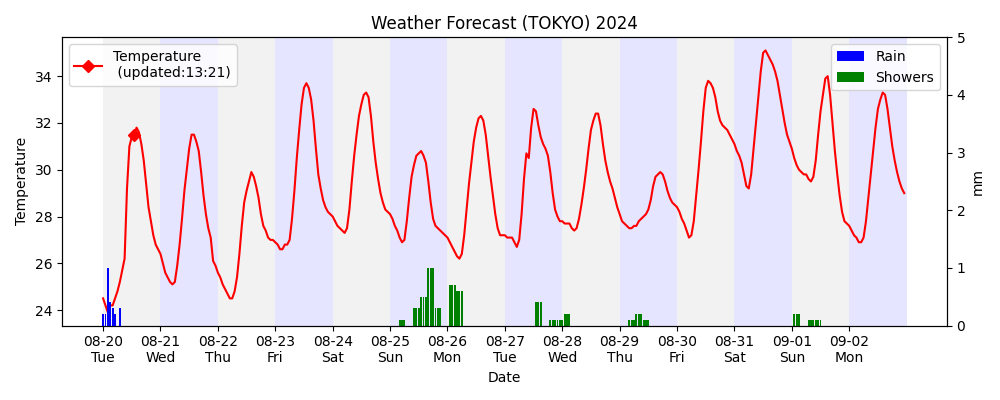 Weather Forecast (TOKYO) 2024
Temperature
(updated:13:21)
Rain
Showers
Temperature
34
32
30
28
26
24
5
4
3
2
1
0
mm
08-20 08-21 08-22 08-23 08-24 08-25 08-26 08-27 08-28 08-29 08-30 08-31 09-01 09-02
Tue Wed Thu Fri Sat Sun Mon Tue Wed Thu Fri Sat Sun Mon
Date